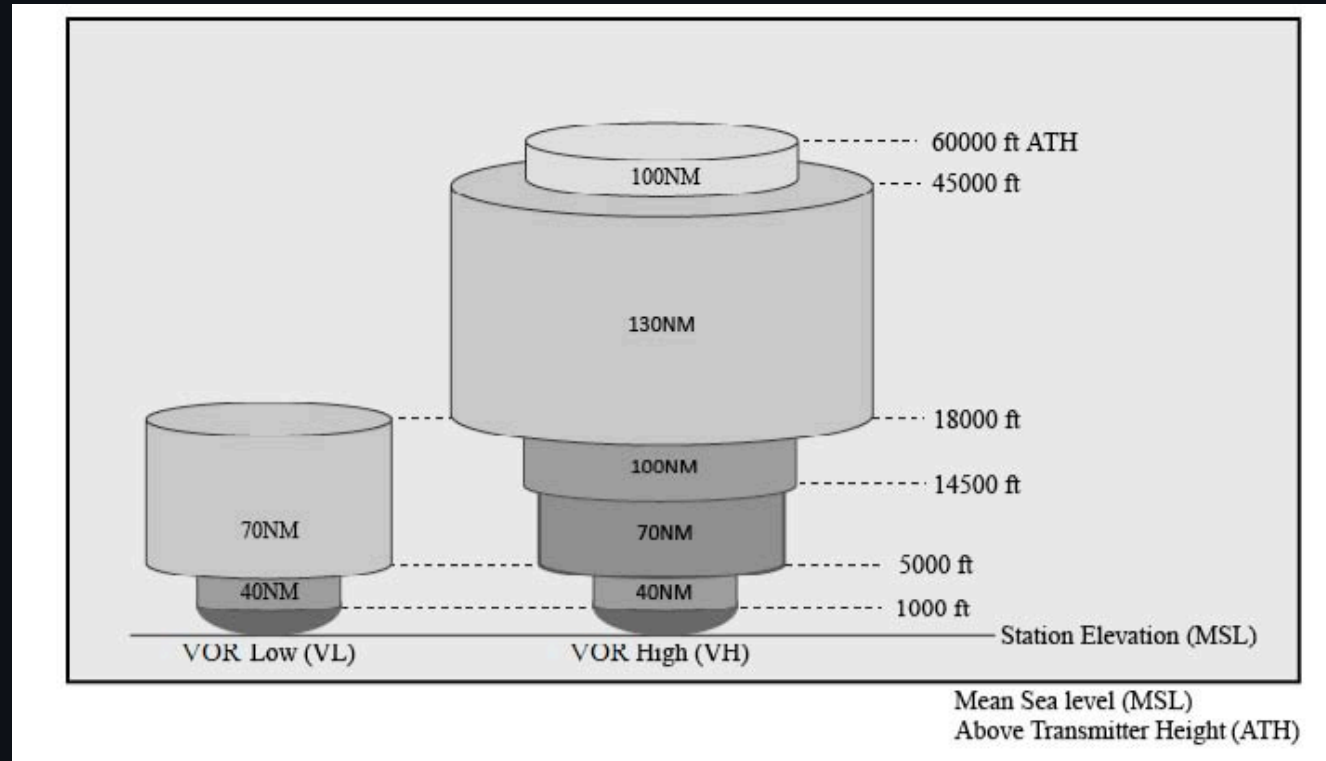 60000 ft ATH
100NM
45000 ft
130NM
18000 ft
100NM
14500 ft
70NM
70NM
5000 ft
40NM
40NM
1000 ft
Station Elevation (MSL)
VOR Low (VL)
VOR High (VH)
Mean Sea level (MSL)
Above Transmitter Height (ATH)